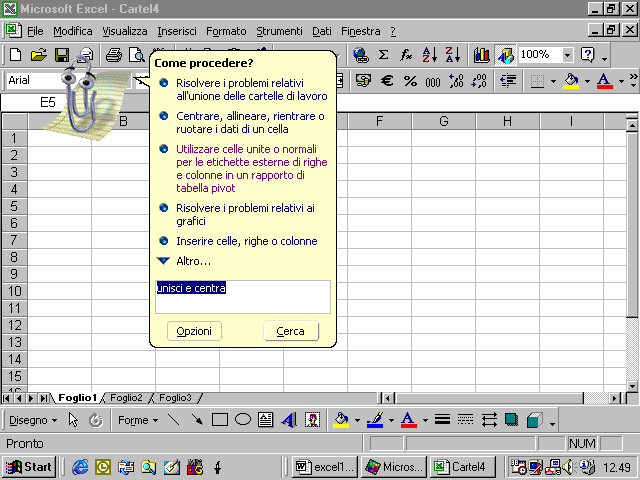 Microsoft Excel - Cartel4
File Modifica Visualizza Inserisci Formato Strumenti Dati Finestra ?
100%
Arial
€ % 000
E5
B F G H I
1
2
3
4
5
6
7
8
9
10
11
12
13
14
15
16
Come procedere?
Risolvere i problemi relativi
all'unione delle cartelle di lavoro
Centrare, allineare, rientrare o
ruotare i dati di un cella
Utilizzare celle unite o normali
per le etichette esterne di righe
e colonne in un rapporto di
tabella pivot
Risolvere i problemi relativi ai
grafici
Inserire celle, righe o colonne
Altro...
unisci e centra
Opzioni Cerca
Foglio1 Foglio2 Foglio3
Disegno Forme
Pronto NUM
Start excel1... Micros... Cartel4 12.49